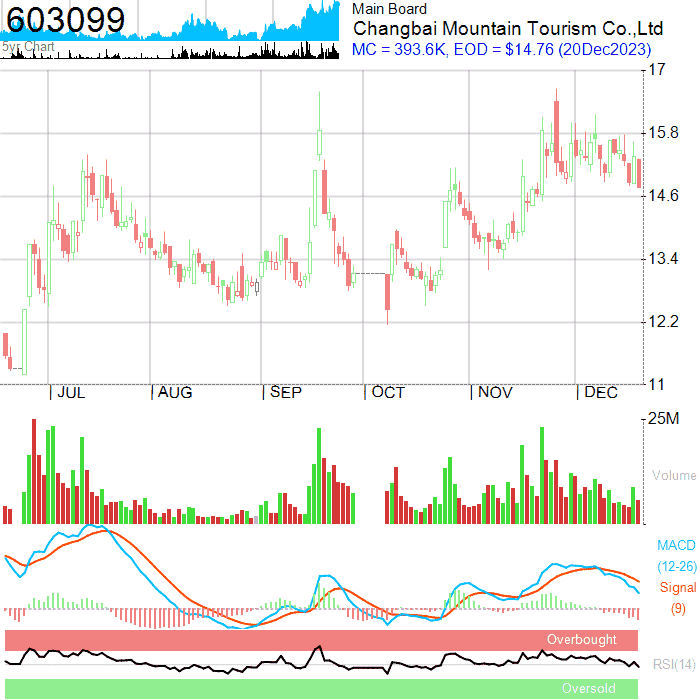 603099
5yr Chart
Main Board
Changbai Mountain Tourism Co.,Ltd
MC = 393.6K, EOD = $14.76 (20Dec2023)
17
15.8
14.6
13.4
12.2
11
JUL AUG SEP OCT NOV DEC
25M
Volume
MACD
(12-26)
Signal
(9)
Overbought
RSI(14)
Oversold